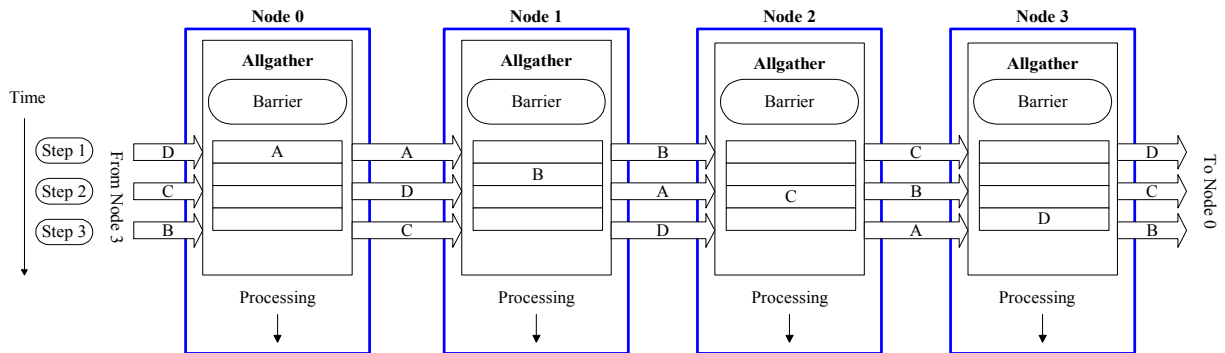 Node 0
Node 1
Node 2
Node 3
Allgather
Allgather
Allgather
Allgather
Time
Barrier
Barrier
Barrier
Barrier
From Node 3
Step 1
D
A
A
B
C
D
B
Step 2
C
D
A
C
B
C
Step 3
B
C
D
A
D
B
To Node 0
Processing
Processing
Processing
Processing